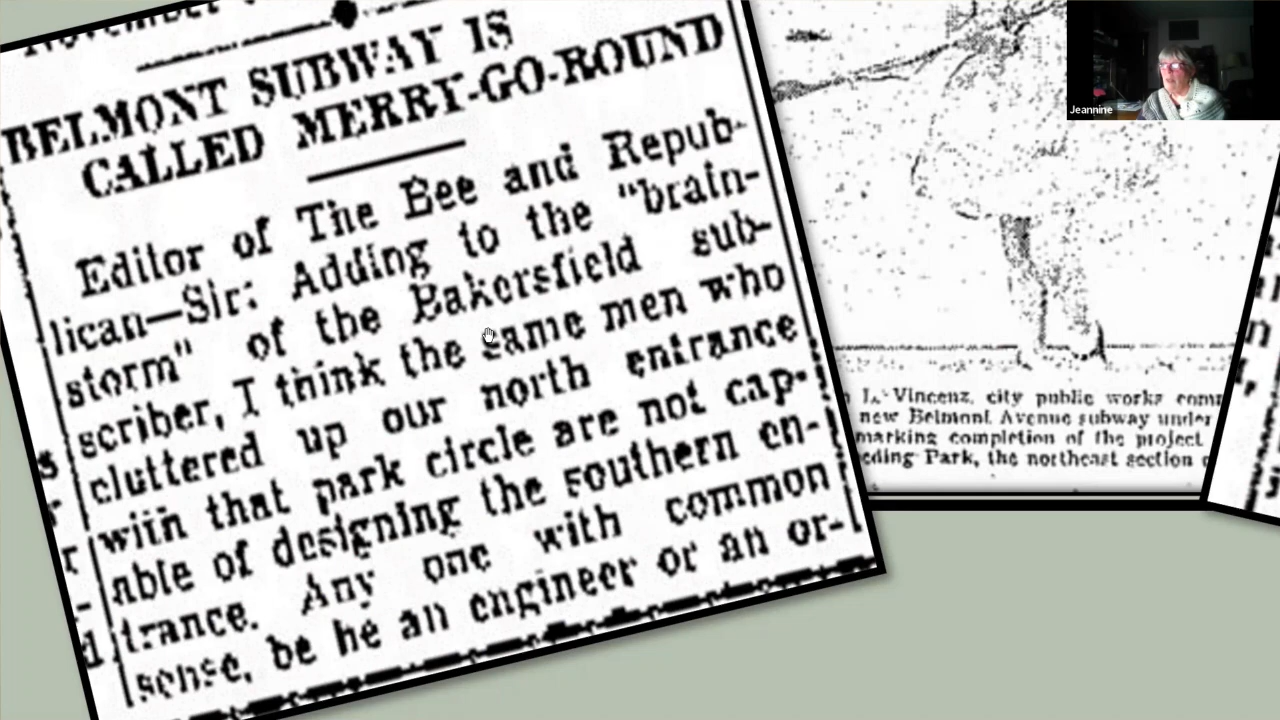 November
BELMONT SUBWAY IS
CALLED MERRY-GO-ROUND
Editor of The Bee and Repub-
lican—Sir: Adding to the "brain-
storm" of the Bakersfield sub-
scriber, I think the same men who
cluttered up our north entrance
with that park circle are not cap-
able of designing the southern en-
trance. Any one with common
sense, be he an engineer or an or-
Jeannine
L. Vincenz, city public works com
new Belmont Avenue subway under
marking completion of the project
eding Park, the northeast section